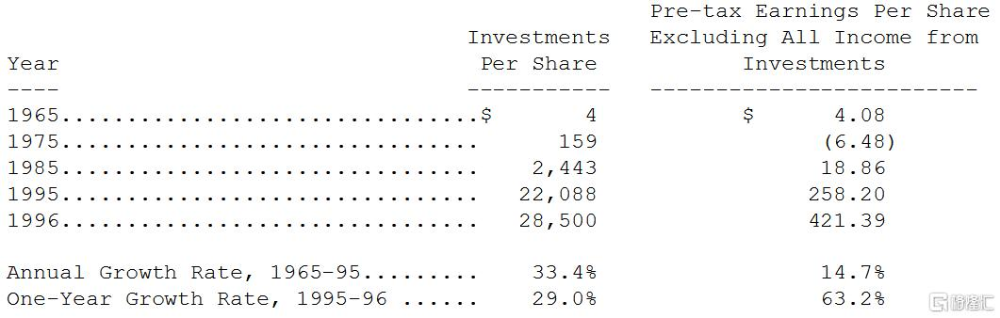 Pre-tax Earnings Per Share
Investments Excluding All Income from
Year Per Share Investments
---- ----------- -------------------------
1965................................$ 4 $ 4.08
1975................................ 159 (6.48)
1985................................ 2,443 18.86
1995................................ 22,088 258.20
1996................................ 28,500 421.39
Annual Growth Rate, 1965-95......... 33.4% 14.7%
One-Year Growth Rate, 1995-96 ...... 29.0% 63.2%
格隆汇